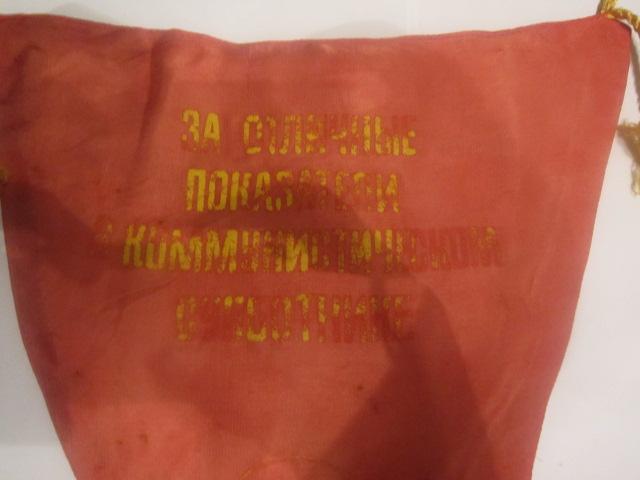 ЗА ОТЛИЧНЫЕ
ПОКАЗАТЕЛИ
В КОММУНИСТИЧЕСКОМ
СУББОТНИКЕ